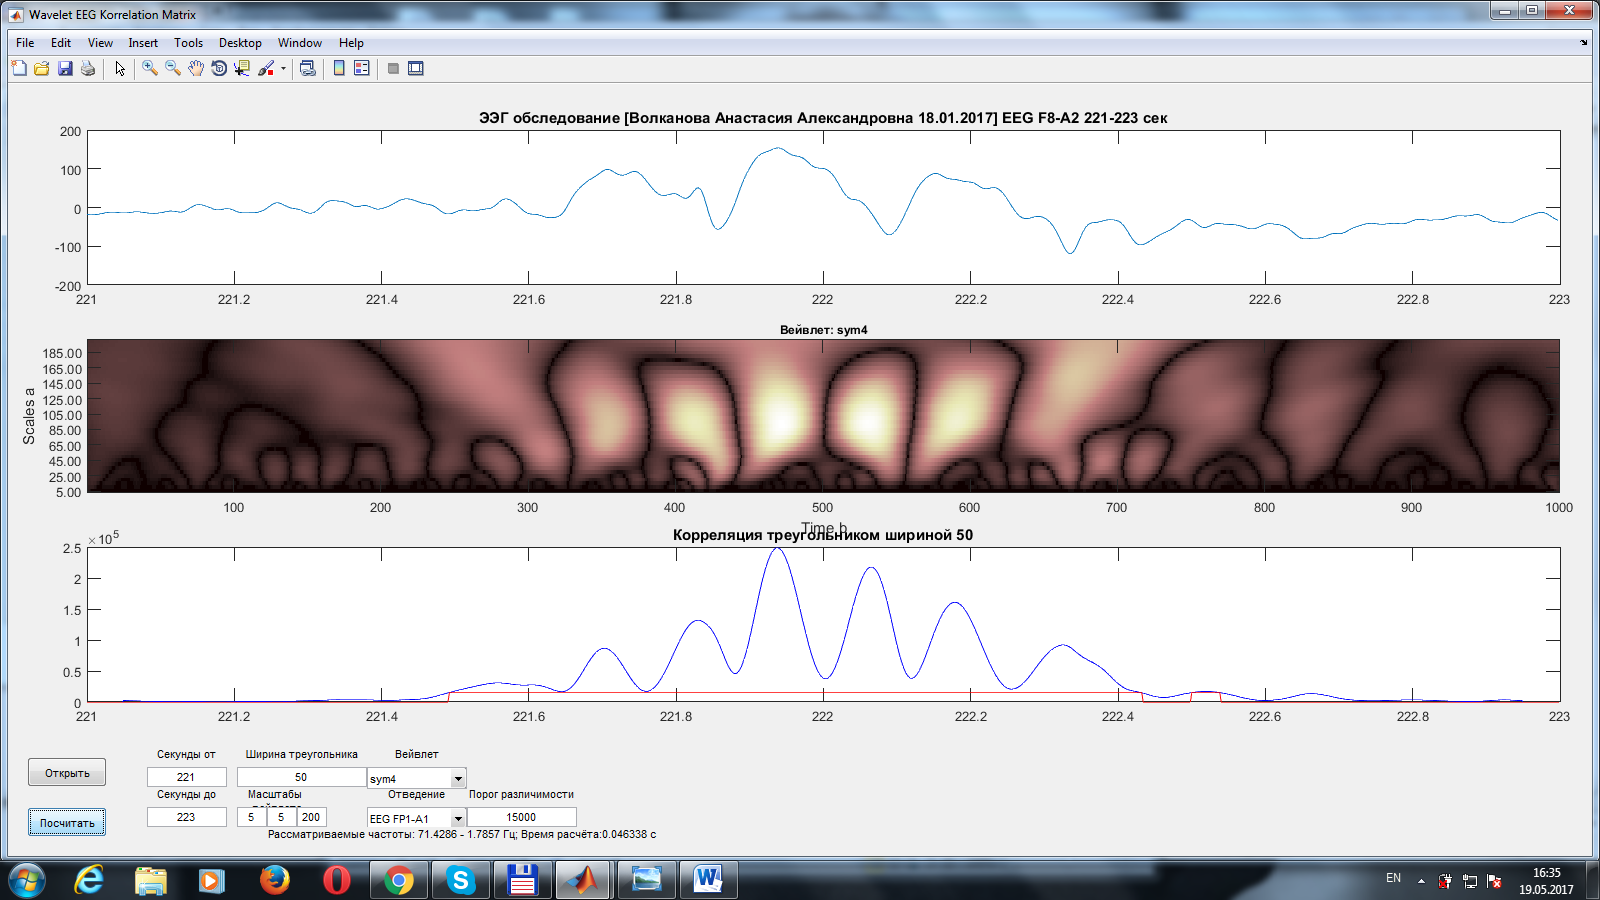 Wavelet EEG Korrelation Matrix
File Edit View Insert Tools Desktop Window Help
ЭЭГ обследование [Волканова Анастасия Александровна 18.01.2017] EEG F8-A2 221-223 сек
200
100
0
-100
-200
221 221.2 221.4 221.6 221.8 222 222.2 222.4 222.6 222.8 223
Вейвлет: sym4
Scales a
185.00
165.00
145.00
125.00
105.00
85.00
65.00
45.00
25.00
5.00
100 200 300 400 500 600 700 800 900 1000
Time b
Корреляция треугольником шириной 50
×10^5
2.5
2
1.5
1
0.5
0
221 221.2 221.4 221.6 221.8 222 222.2 222.4 222.6 222.8 223
Секунды от Ширина треугольника Вейвлет
Открыть 221 50 sym4
Секунды до Масштабы Отведение Порог различимости
Посчитать 223 5 5 200 EEG FP1-A1 15000
Рассматриваемые частоты: 71.4286 - 1.7857 Гц; Время расчёта:0.046338 с
EN 16:35
19.05.2017